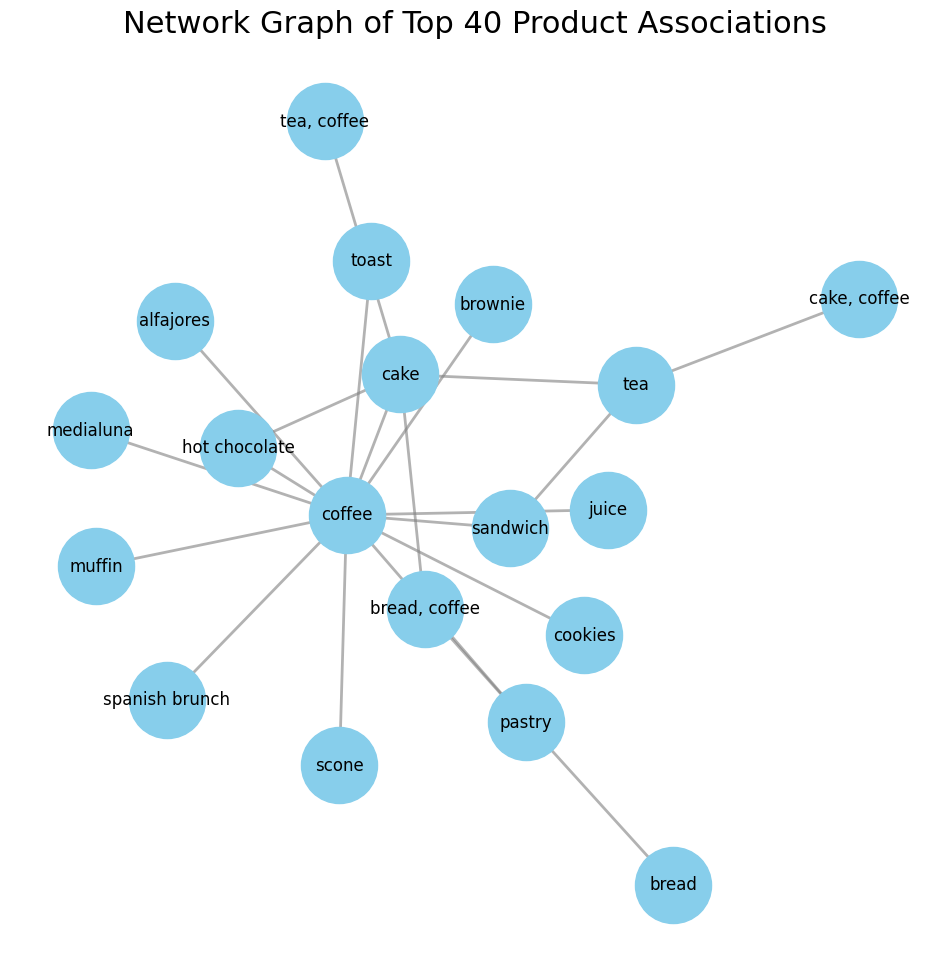 Network Graph of Top 40 Product Associations
tea, coffee
toast
brownie
cake, coffee
alfajores
cake
tea
medialuna
hot chocolate
juice
coffee
sandwich
muffin
bread, coffee
cookies
spanish brunch
pastry
scone
bread